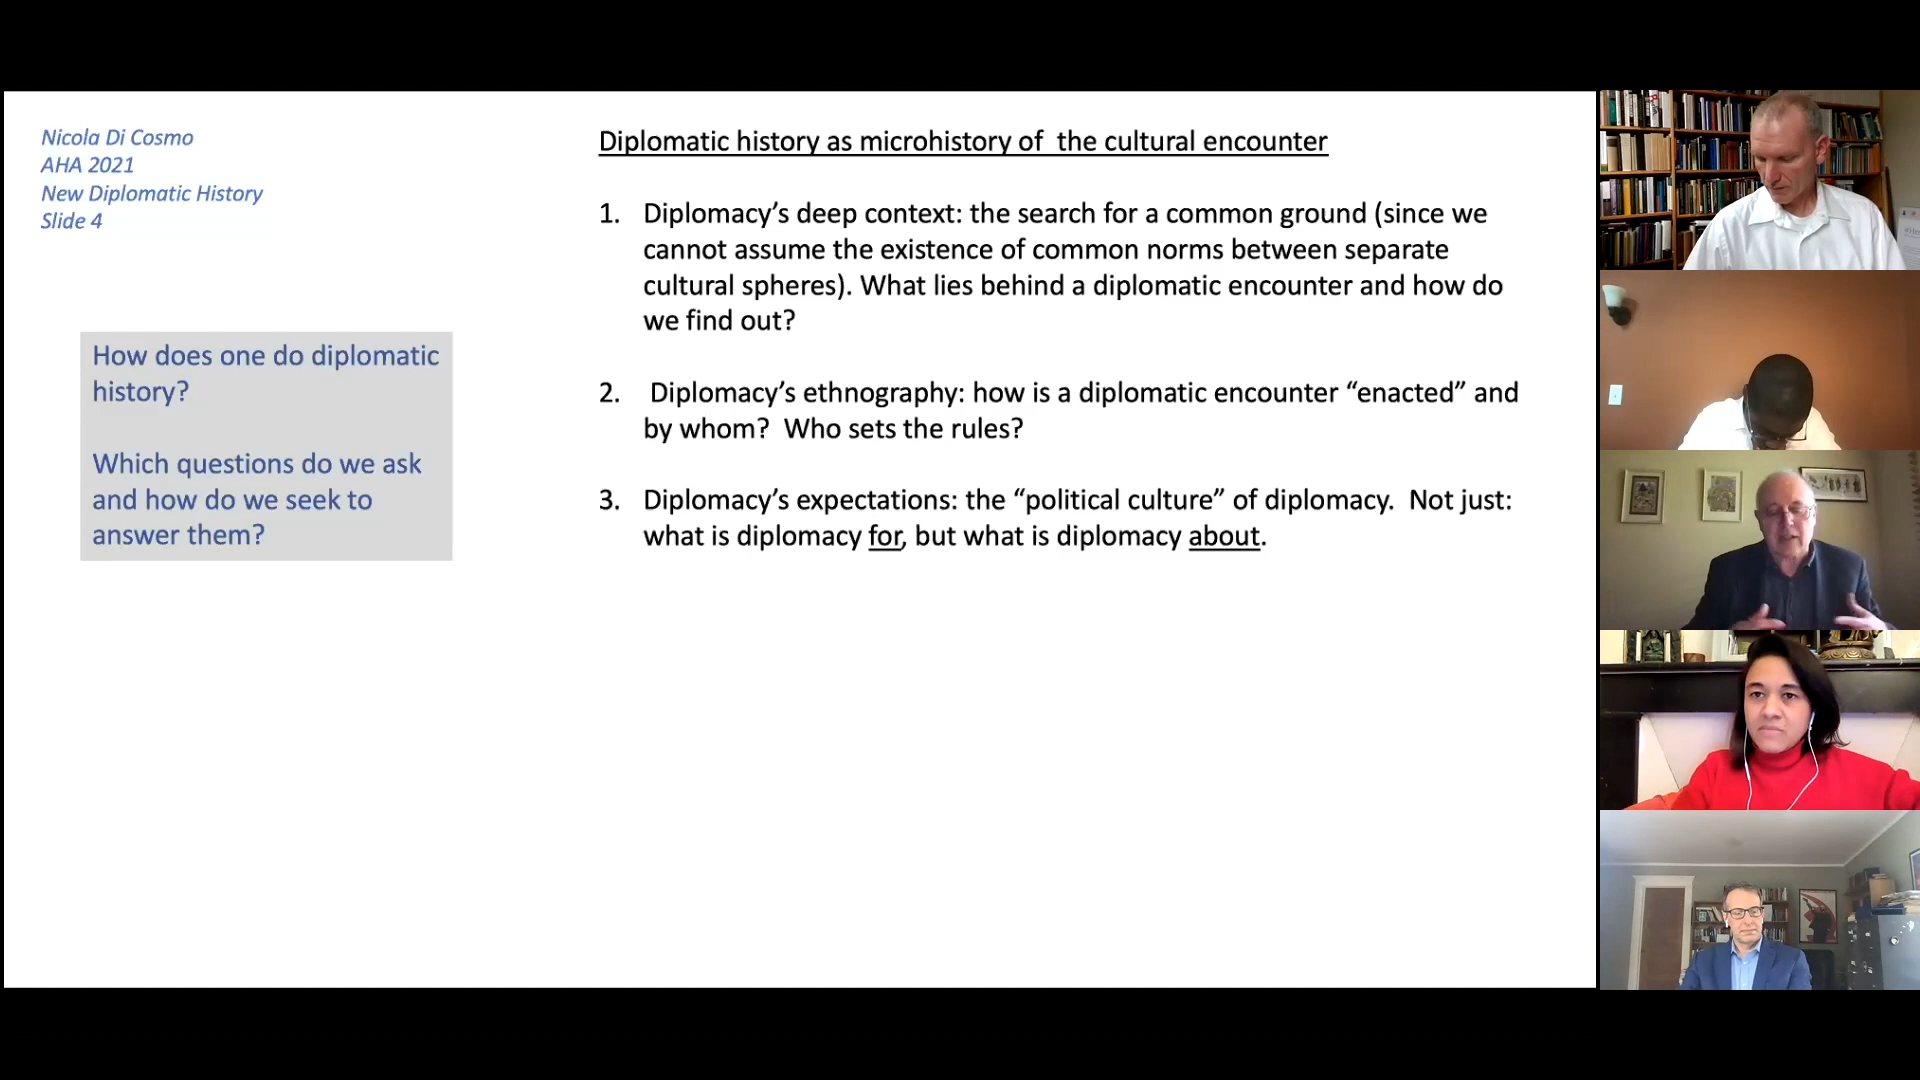 Nicola Di Cosmo
AHA 2021
New Diplomatic History
Slide 4
How does one do diplomatic
history?
Which questions do we ask
and how do we seek to
answer them?
Diplomatic history as microhistory of  the cultural encounter
1. Diplomacy’s deep context: the search for a common ground (since we
cannot assume the existence of common norms between separate
cultural spheres). What lies behind a diplomatic encounter and how do
we find out?
2. Diplomacy’s ethnography: how is a diplomatic encounter “enacted” and
by whom?  Who sets the rules?
3. Diplomacy’s expectations: the “political culture” of diplomacy.  Not just:
what is diplomacy for, but what is diplomacy about.